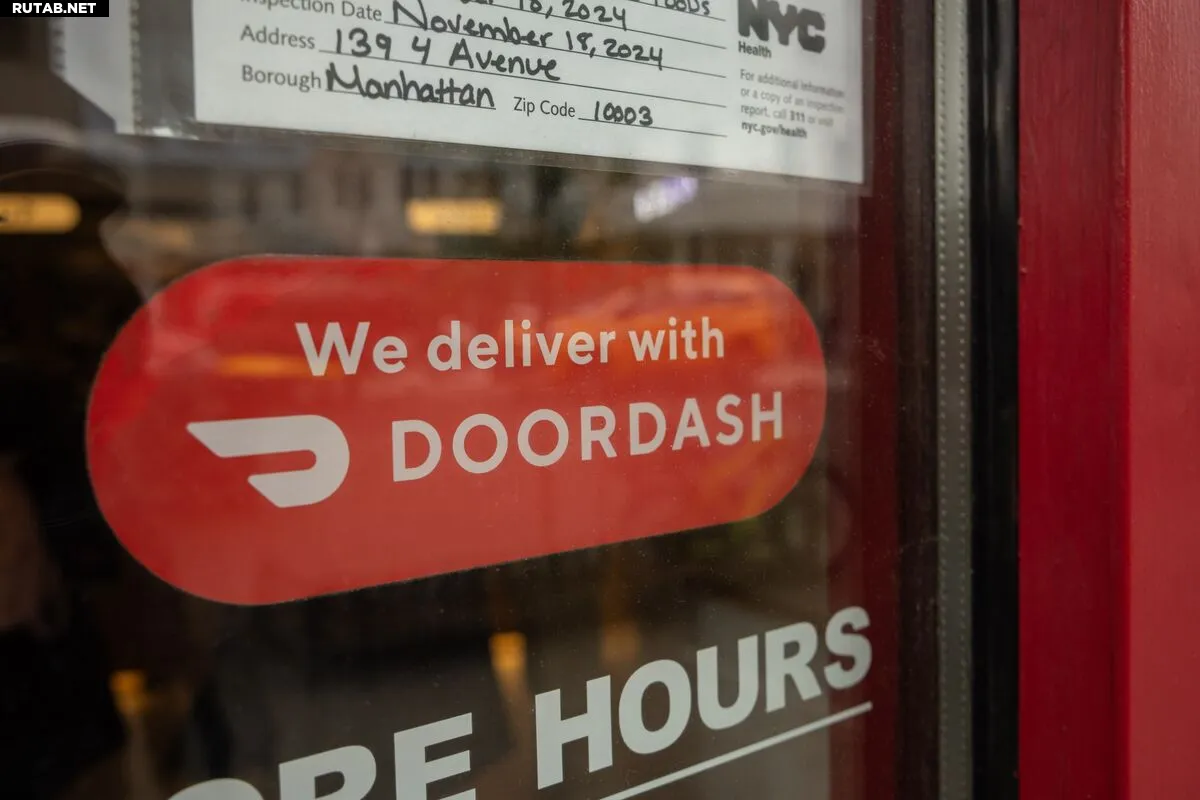 RUTAB.NET
Inspection Date November 18, 2024
Address 139 4 Avenue
Borough Manhattan Zip Code 10003
NYC
Health
For additional information
or a copy of an inspection
report, call 311 or visit
nyc.gov/health
We deliver with
DOORDASH
ORE HOURS